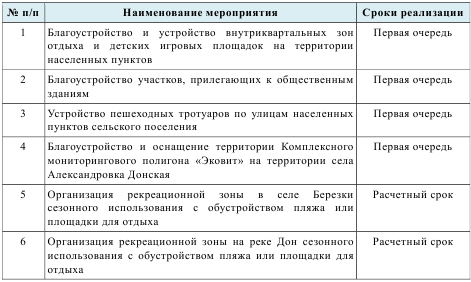 № п/п Наименование мероприятия Сроки реализации
1 Благоустройство и устройство внутриквартальных зон Первая очередь
отдыха и детских игровых площадок на территории
населенных пунктов
2 Благоустройство участков, прилегающих к общественным Первая очередь
зданиям
3 Устройство пешеходных тротуаров по улицам населенных Первая очередь
пунктов сельского поселения
4 Благоустройство и оснащение территории Комплексного Первая очередь
мониторингового полигона «Эковит» на территории села
Александровка Донская
5 Организация рекреационной зоны в селе Березки Расчетный срок
сезонного использования с обустройством пляжа или
площадки для отдыха
6 Организация рекреационной зоны на реке Дон сезонного Расчетный срок
использования с обустройством пляжа или площадки для
отдыха